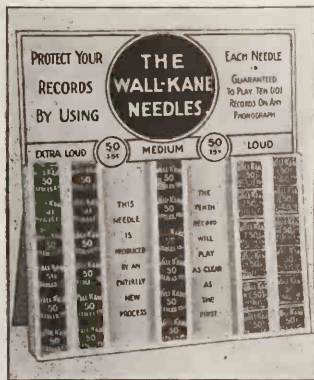 PROTECT YOUR
RECORDS
BY USING
THE
WALL-KANE
NEEDLES.
EACH NEEDLE
GUARANTEED
TO PLAY TEN (10)
RECORDS ON ANY
PHONOGRAPH
EXTRA LOUD
50
15¢
MEDIUM
50
15¢
LOUD
THIS
NEEDLE
IS
PRODUCED
BY AN
ENTIRELY
NEW
PROCESS
THE
TENTH
RECORD
WILL
PLAY
AS CLEAR
AS
THE
FIRST